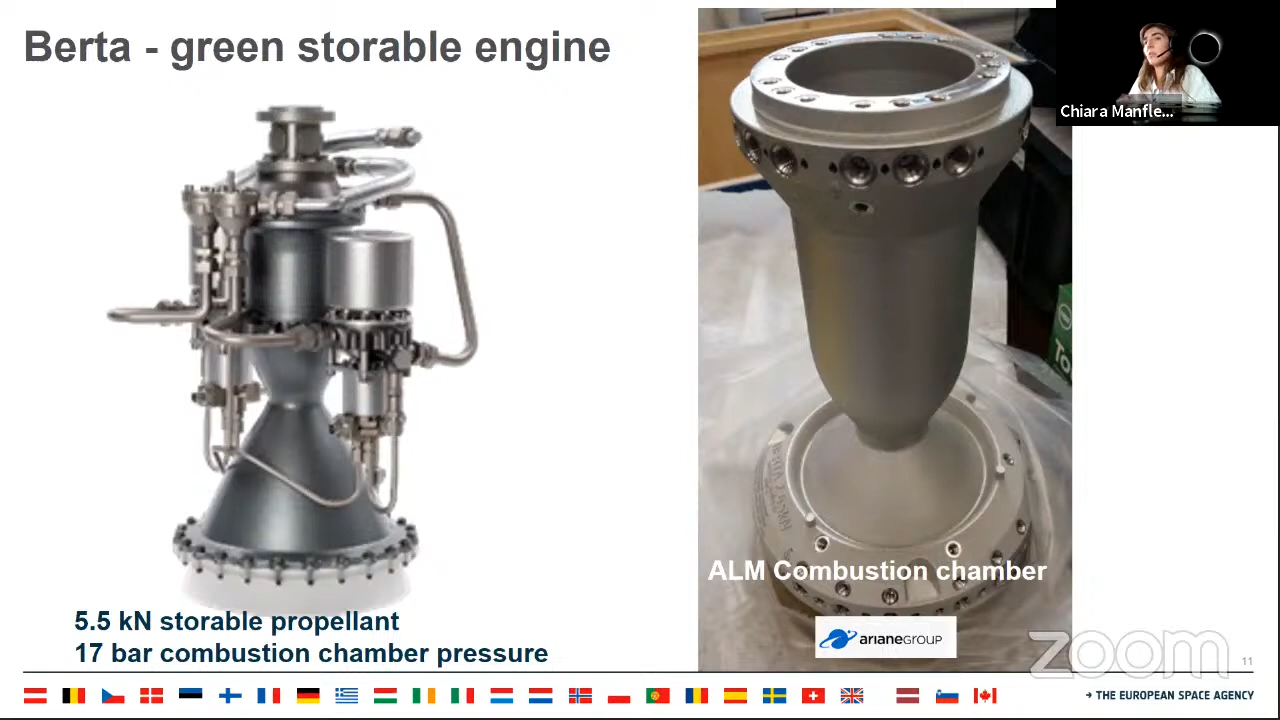 Berta - green storable engine
Chiara Manfle...
ALM Combustion chamber
arianeGROUP
5.5 kN storable propellant
17 bar combustion chamber pressure
zoom
11
→ THE EUROPEAN SPACE AGENCY